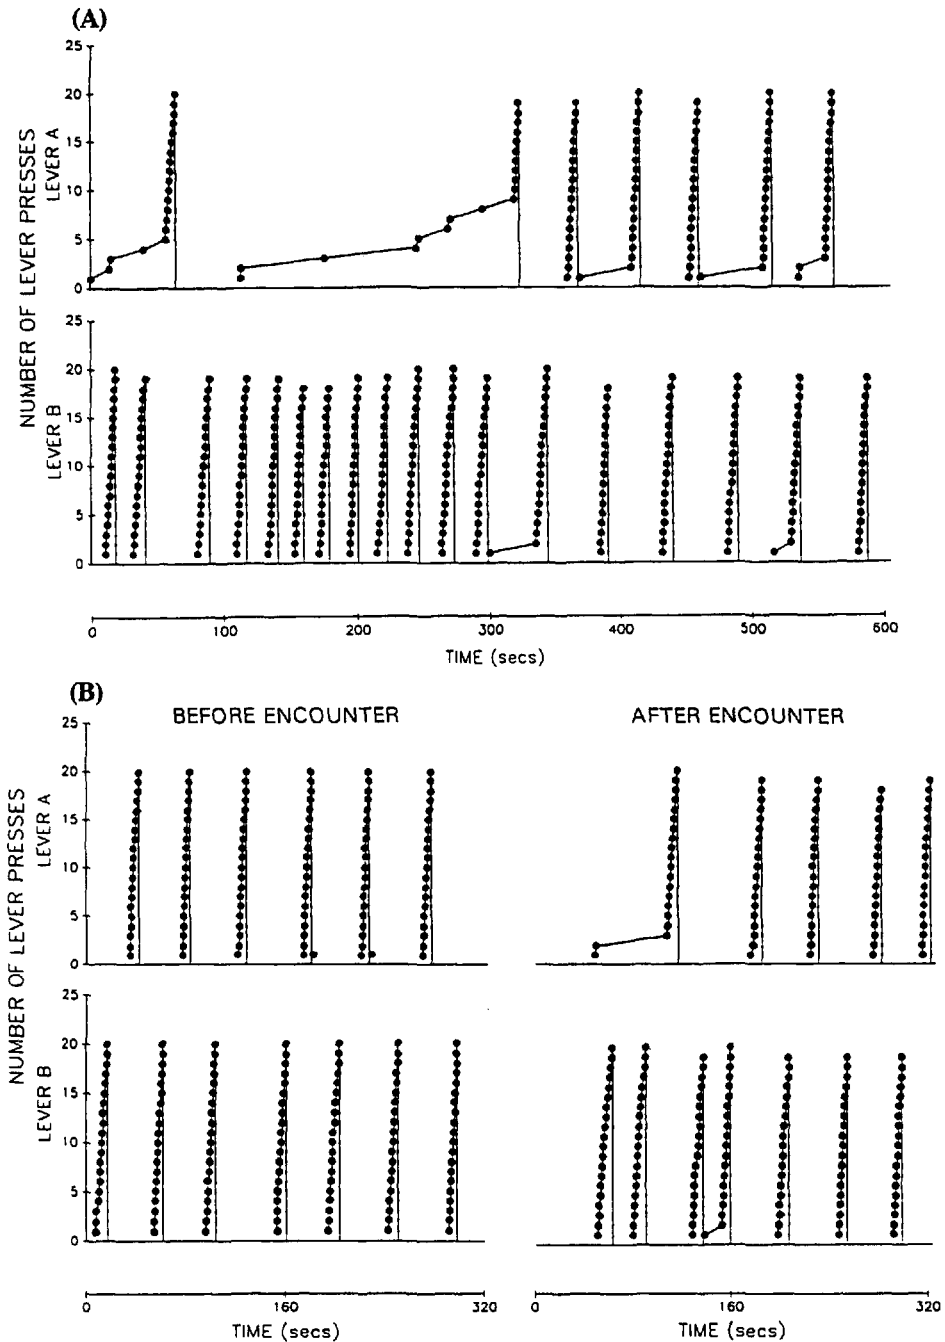 (A)
NUMBER OF LEVER PRESSES
LEVER A
25
20
15
10
5
0
LEVER B
25
20
15
10
5
0
0 100 200 300 400 500 600
TIME (secs)
(B)
BEFORE ENCOUNTER AFTER ENCOUNTER
NUMBER OF LEVER PRESSES
LEVER A
25
20
15
10
5
0
LEVER B
25
20
15
10
5
0
0 160 320 0 160 320
TIME (secs) TIME (secs)